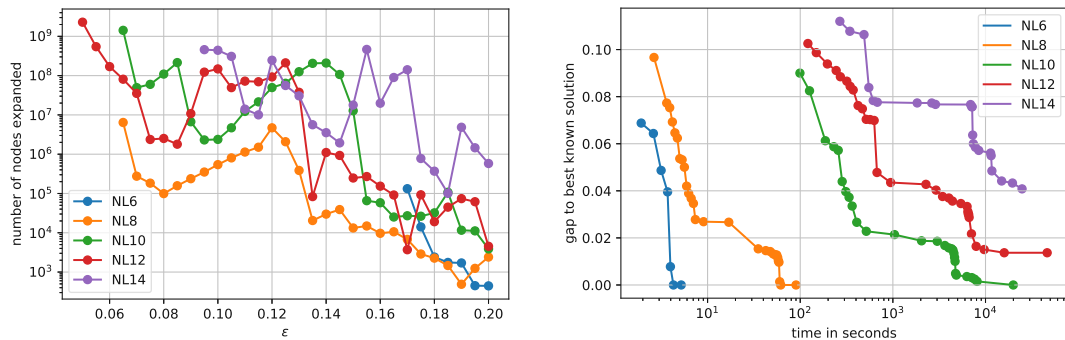 number of nodes expanded
10⁹
10⁸
10⁷
10⁶
10⁵
10⁴
10³
0.06 0.08 0.10 0.12 0.14 0.16 0.18 0.20
ε
NL6
NL8
NL10
NL12
NL14
gap to best known solution
0.10
0.08
0.06
0.04
0.02
0.00
10¹ 10² 10³ 10⁴
time in seconds
NL6
NL8
NL10
NL12
NL14